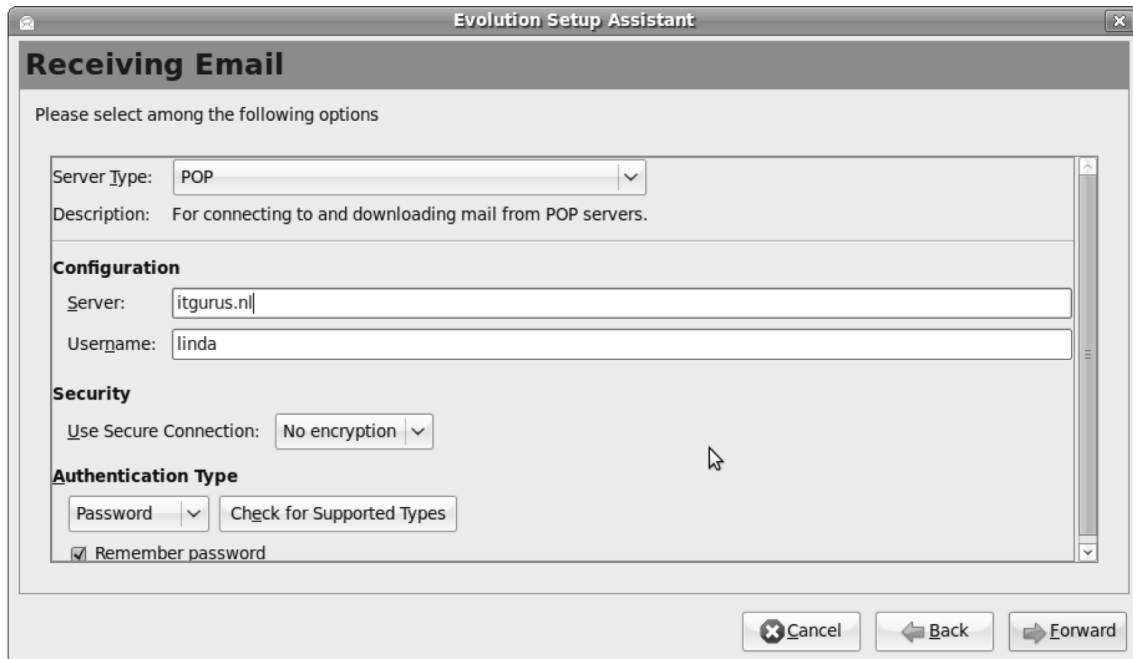 Evolution Setup Assistant
Receiving Email
Please select among the following options
Server Type: POP
Description: For connecting to and downloading mail from POP servers.
Configuration
Server: itgurus.nl
Username: linda
Security
Use Secure Connection: No encryption
Authentication Type
Password Check for Supported Types
Remember password
Cancel Back Forward